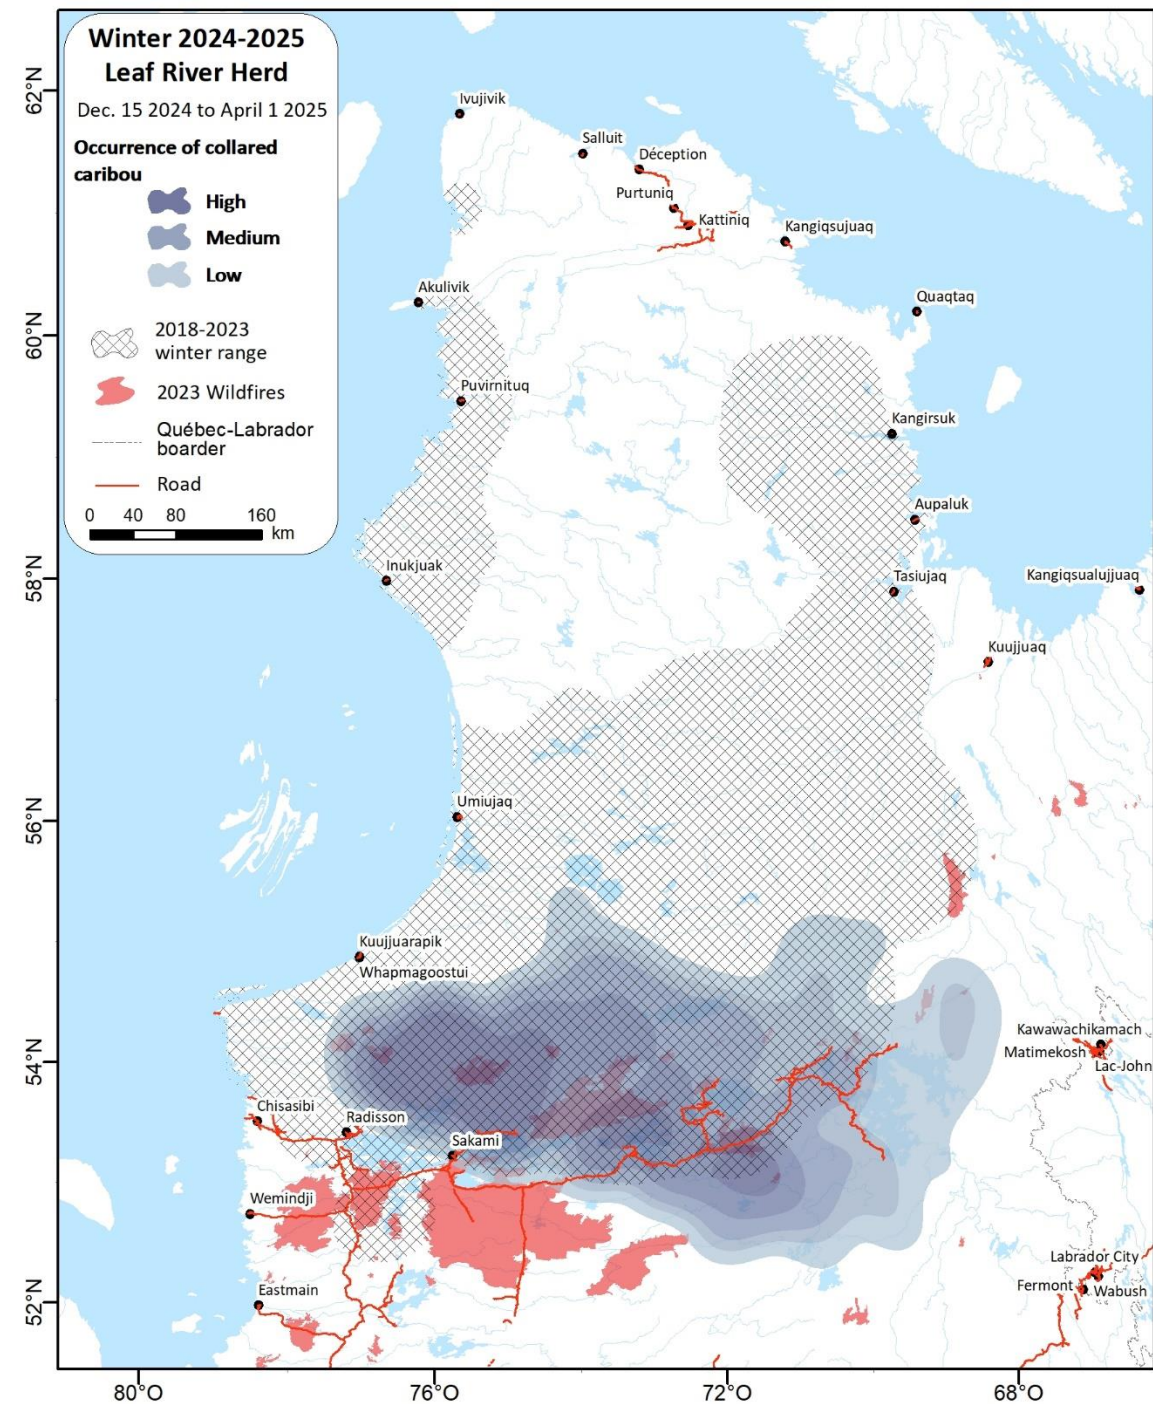 Winter 2024-2025
Leaf River Herd
Dec. 15 2024 to April 1 2025
Occurrence of collared
caribou
High
Medium
Low
2018-2023
winter range
2023 Wildfires
Québec-Labrador
boarder
Road
0 40 80 160
km
62°N
60°N
58°N
56°N
54°N
52°N
80°O
76°O
72°O
68°O
Ivujivik
Salluit
Déception
Purtuniq
Kattiniq
Kangiqsujuaq
Akulivik
Quaqtaq
Puvirnituq
Kangirsuk
Aupaluk
Inukjuak
Tasiujaq
Kangiqsualujjuaq
Kuujjuaq
Umiujaq
Kuujjuarapik
Whapmagoostui
Kawawachikamach
Matimekosh
Lac-John
Chisasibi
Radisson
Sakami
Wemindji
Eastmain
Labrador City
Fermont
Wabush